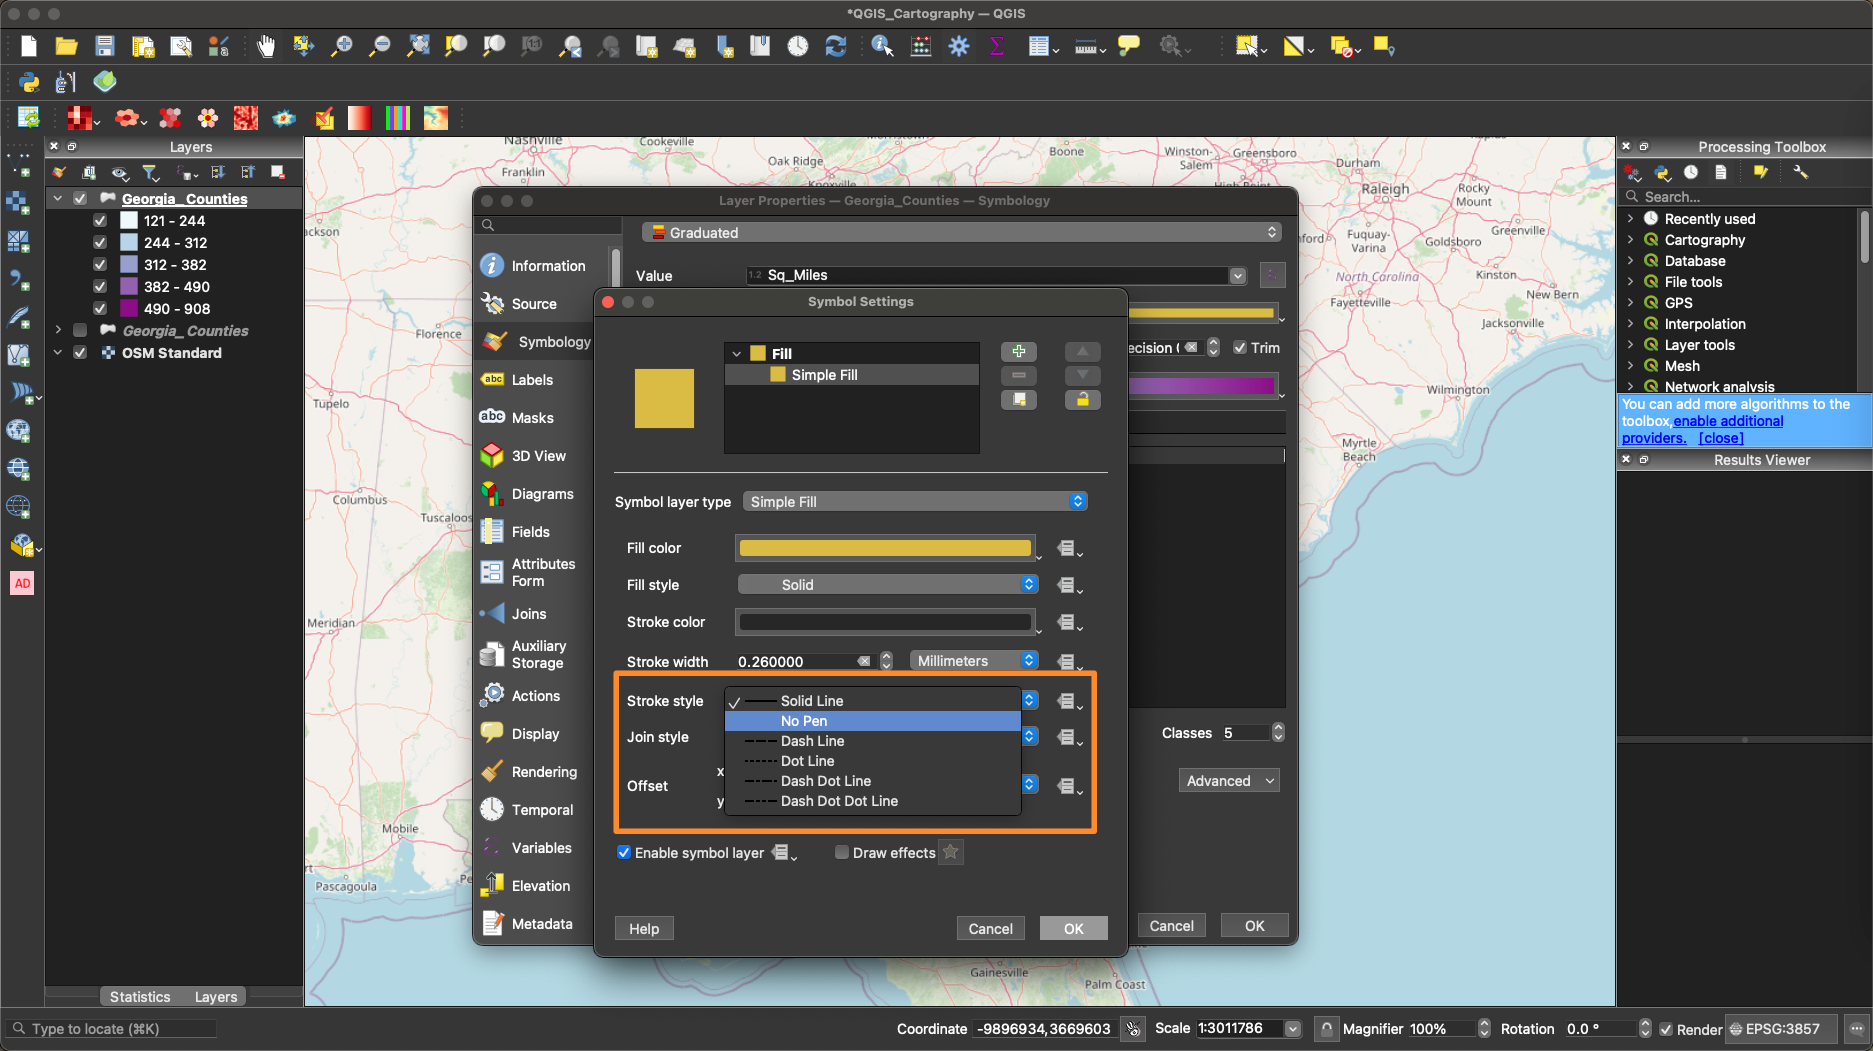 *QGIS_Cartography — QGIS
Layers
Georgia_Counties
121 - 244
244 - 312
312 - 382
382 - 490
490 - 908
Georgia_Counties
OSM Standard
AD
Statistics
Layers
Nashville
Cookeville
Franklin
Oak Ridge
Knoxville
Boone
Winston-
Salem
Greensboro
High Point
Durham
Raleigh
Rocky
Mount
Greenville
Fuquay-
Varina
Goldsboro
North Carolina
Kinston
New Bern
Fayetteville
Jacksonville
Wilmington
Myrtle
Beach
ckson
Florence
Tupelo
Columbus
Tuscaloos
Meridian
Mobile
Pascagoula
Pe
Gainesville
Palm Coast
Layer Properties — Georgia_Counties — Symbology
Information
Source
Symbology
Labels
Masks
3D View
Diagrams
Fields
Attributes
Form
Joins
Auxiliary
Storage
Actions
Display
Rendering
Temporal
Variables
Elevation
Metadata
Graduated
Value
1.2 Sq_Miles
ecision (
Trim
Classes 5
Advanced
Cancel
OK
Symbol Settings
Fill
Simple Fill
Symbol layer type
Simple Fill
Fill color
Fill style
Solid
Stroke color
Stroke width
0.260000
Millimeters
Stroke style
Solid Line
No Pen
Dash Line
Dot Line
Dash Dot Line
Dash Dot Dot Line
Join style
Offset
x
y
Enable symbol layer
Draw effects
Help
Cancel
OK
Processing Toolbox
Search...
Recently used
Cartography
Database
File tools
GPS
Interpolation
Layer tools
Mesh
Network analysis
You can add more algorithms to the
toolbox,enable additional
providers. [close]
Results Viewer
Type to locate (⌘K)
Coordinate -9896934,3669603
Scale 1:3011786
Magnifier 100%
Rotation 0.0 °
Render
EPSG:3857